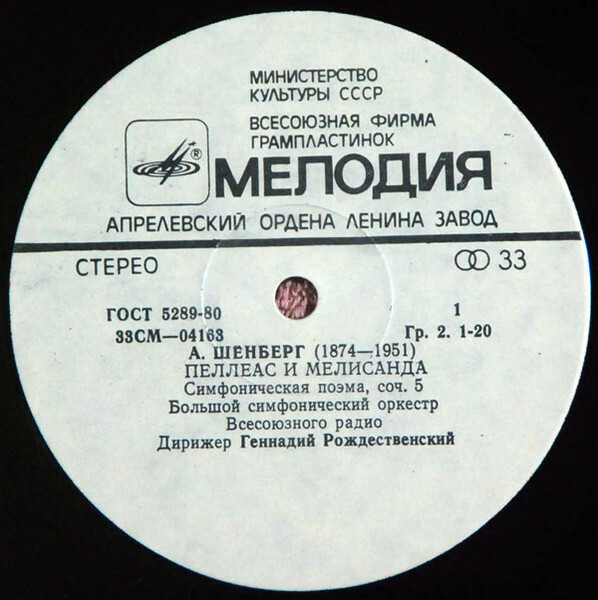 МИНИСТЕРСТВО
КУЛЬТУРЫ СССР
ВСЕСОЮЗНАЯ ФИРМА
ГРАМПЛАСТИНОК
® МЕЛОДИЯ
АПРЕЛЕВСКИЙ ОРДЕНА ЛЕНИНА ЗАВОД
СТЕРЕО 33
ГОСТ 5289-80 1
33СМ—04163 Гр. 2. 1-20
А. ШЕНБЕРГ (1874—1951)
ПЕЛЛЕАС И МЕЛИСАНДА
Симфоническая поэма, соч. 5
Большой симфонический оркестр
Всесоюзного радио
Дирижер Геннадий Рождественский